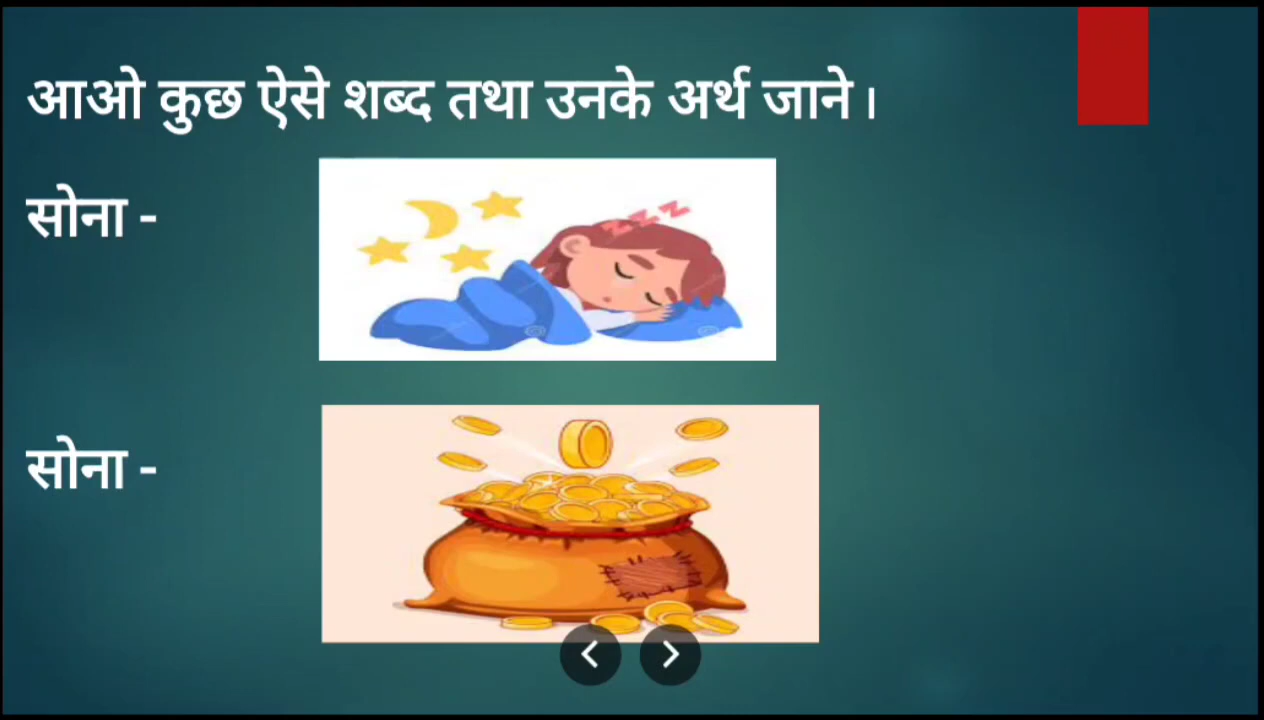 आओ कुछ ऐसे शब्द तथा उनके अर्थ जाने।
सोना -
z z z
सोना -